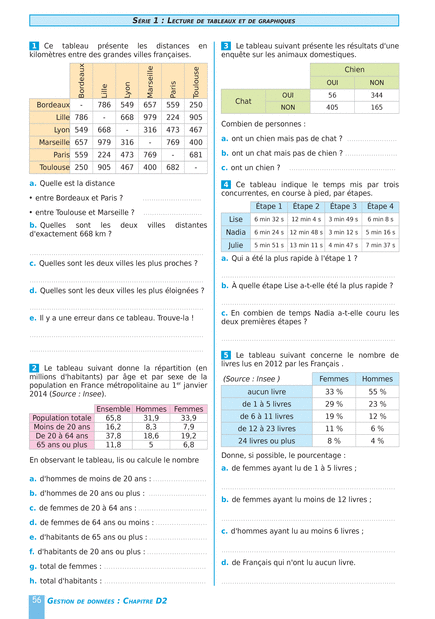 Série 1 : Lecture de tableaux et de graphiques
1 Ce tableau présente les distances en
kilomètres entre des grandes villes françaises.
Bordeaux Lille Lyon Marseille Paris Toulouse
Bordeaux - 786 549 657 559 250
Lille 786 - 668 979 224 905
Lyon 549 668 - 316 473 467
Marseille 657 979 316 - 769 400
Paris 559 224 473 769 - 681
Toulouse 250 905 467 400 682 -
a. Quelle est la distance
• entre Bordeaux et Paris ?
• entre Toulouse et Marseille ?
b. Quelles sont les deux villes distantes
d'exactement 668 km ?
c. Quelles sont les deux villes les plus proches ?
d. Quelles sont les deux villes les plus éloignées ?
e. Il y a une erreur dans ce tableau. Trouve-la !
2 Le tableau suivant donne la répartition (en
millions d'habitants) par âge et par sexe de la
population en France métropolitaine au 1er janvier
2014 (Source : Insee).
Ensemble Hommes Femmes
Population totale 65,8 31,9 33,9
Moins de 20 ans 16,2 8,3 7,9
De 20 à 64 ans 37,8 18,6 19,2
65 ans ou plus 11,8 5 6,8
En observant le tableau, lis ou calcule le nombre
a. d'hommes de moins de 20 ans :
b. d'hommes de 20 ans ou plus :
c. de femmes de 20 à 64 ans :
d. de femmes de 64 ans ou moins :
e. d'habitants de 65 ans ou plus :
f. d'habitants de 20 ans ou plus :
g. total de femmes :
h. total d'habitants :
3 Le tableau suivant présente les résultats d'une
enquête sur les animaux domestiques.
Chien
OUI NON
Chat OUI 56 344
NON 405 165
Combien de personnes :
a. ont un chien mais pas de chat ?
b. ont un chat mais pas de chien ?
c. ont un chien ?
4 Ce tableau indique le temps mis par trois
concurrentes, en course à pied, par étapes.
Étape 1 Étape 2 Étape 3 Étape 4
Lise 6 min 32 s 12 min 4 s 3 min 49 s 6 min 8 s
Nadia 6 min 24 s 12 min 48 s 3 min 12 s 5 min 16 s
Julie 5 min 51 s 13 min 11 s 4 min 47 s 7 min 37 s
a. Qui a été la plus rapide à l'étape 1 ?
b. À quelle étape Lise a-t-elle été la plus rapide ?
c. En combien de temps Nadia a-t-elle couru les
deux premières étapes ?
5 Le tableau suivant concerne le nombre de
livres lus en 2012 par les Français .
(Source : Insee ) Femmes Hommes
aucun livre 33 % 55 %
de 1 à 5 livres 29 % 23 %
de 6 à 11 livres 19 % 12 %
de 12 à 23 livres 11 % 6 %
24 livres ou plus 8 % 4 %
Donne, si possible, le pourcentage :
a. de femmes ayant lu de 1 à 5 livres ;
b. de femmes ayant lu moins de 12 livres ;
c. d'hommes ayant lu au moins 6 livres ;
d. de Français qui n'ont lu aucun livre.
56 Gestion de données : Chapitre D2